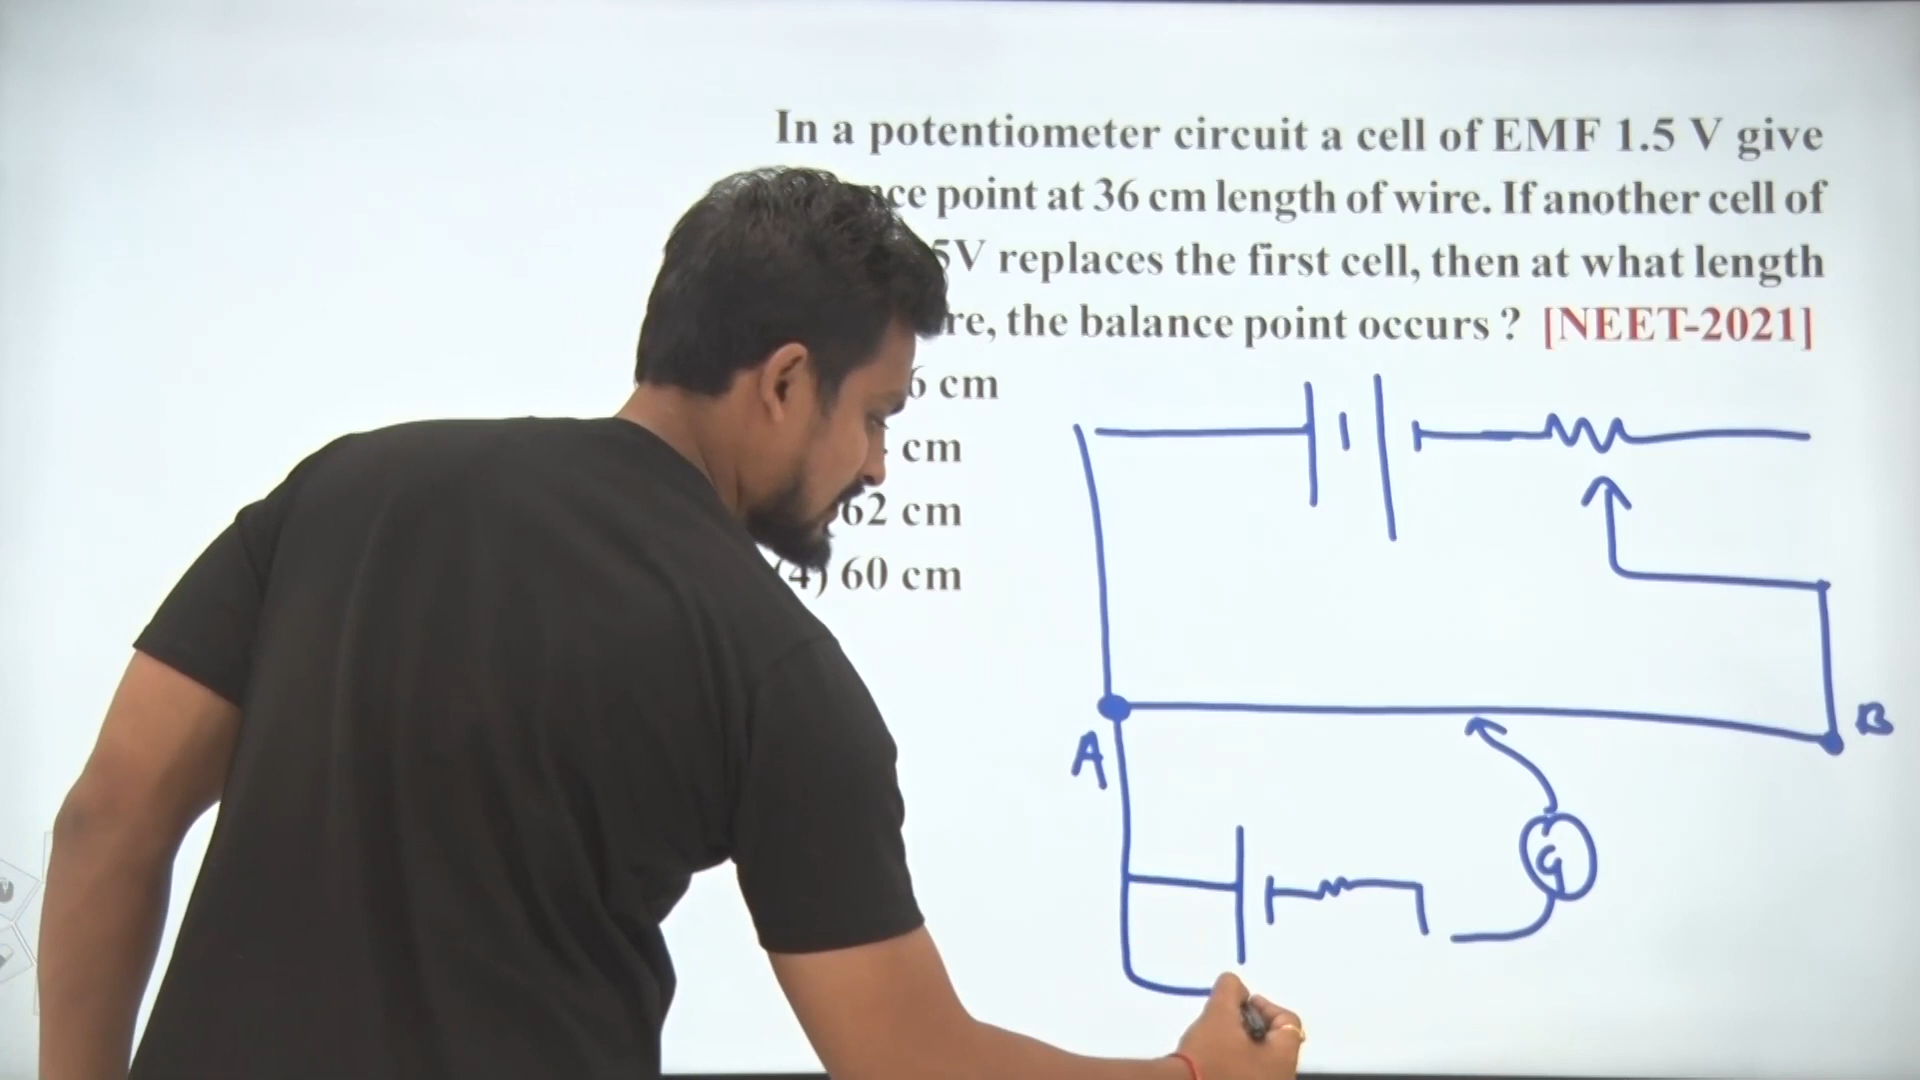 In a potentiometer circuit a cell of EMF 1.5 V give
point at 36 cm length of wire. If another cell of
5V replaces the first cell, then at what length
the balance point occurs ? [NEET-2021]
6 cm
cm
62 cm
(4) 60 cm
A
B
G